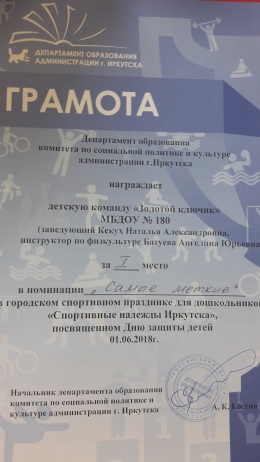 ДЕПАРТАМЕНТ ОБРАЗОВАНИЯ
АДМИНИСТРАЦИИ г. ИРКУТСКА
ГРАМОТА
Департамент образования
комитета по социальной политике и культуре
администрации г.Иркутска
награждает
детскую команду «Золотой ключик»
МБДОУ № 180
(заведующий Кекух Наталья Александровна,
инструктор по физкультуре Батуева Ангелина Юрьевна
за I место
в номинации „Самые меткие"
в городском спортивном празднике для дошкольников
«Спортивные надежды Иркутска»,
посвященном Дню защиты детей
01.06.2018г.
Начальник департамента образования
комитета по социальной политике и
культуре администрации г. Иркутска
А. К. Костин